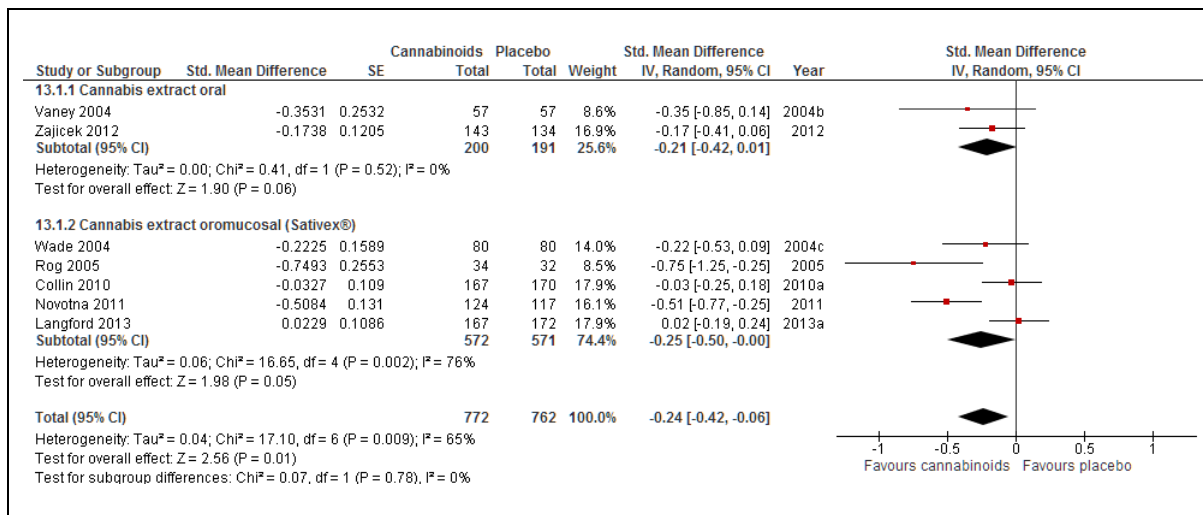 Cannabinoids Placebo Std. Mean Difference Std. Mean Difference
Study or Subgroup Std. Mean Difference SE Total Total Weight IV, Random, 95% CI Year IV, Random, 95% CI
13.1.1 Cannabis extract oral
Vaney 2004 -0.3531 0.2532 57 57 8.6% -0.35 [-0.85, 0.14] 2004b
Zajicek 2012 -0.1738 0.1205 143 134 16.9% -0.17 [-0.41, 0.06] 2012
Subtotal (95% CI) 200 191 25.6% -0.21 [-0.42, 0.01]
Heterogeneity: Tau² = 0.00; Chi² = 0.41, df = 1 (P = 0.52); I² = 0%
Test for overall effect: Z = 1.90 (P = 0.06)
13.1.2 Cannabis extract oromucosal (Sativex®)
Wade 2004 -0.2225 0.1589 80 80 14.0% -0.22 [-0.53, 0.09] 2004c
Rog 2005 -0.7493 0.2553 34 32 8.5% -0.75 [-1.25, -0.25] 2005
Collin 2010 -0.0327 0.109 167 170 17.9% -0.03 [-0.25, 0.18] 2010a
Novotna 2011 -0.5084 0.131 124 117 16.1% -0.51 [-0.77, -0.25] 2011
Langford 2013 0.0229 0.1086 167 172 17.9% 0.02 [-0.19, 0.24] 2013a
Subtotal (95% CI) 572 571 74.4% -0.25 [-0.50, -0.00]
Heterogeneity: Tau² = 0.06; Chi² = 16.65, df = 4 (P = 0.002); I² = 76%
Test for overall effect: Z = 1.98 (P = 0.05)
Total (95% CI) 772 762 100.0% -0.24 [-0.42, -0.06]
Heterogeneity: Tau² = 0.04; Chi² = 17.10, df = 6 (P = 0.009); I² = 65%
Test for overall effect: Z = 2.56 (P = 0.01)
Test for subgroup differences: Chi² = 0.07, df = 1 (P = 0.78), I² = 0%
-1 -0.5 0 0.5 1
Favours cannabinoids Favours placebo